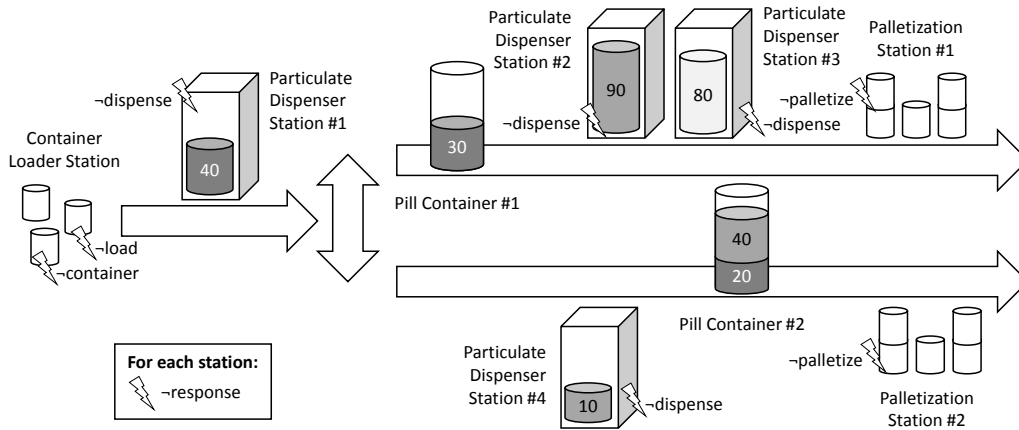 Particulate
Dispenser
Station #2
Particulate
Dispenser
Station #3
Palletization
Station #1
¬dispense
Particulate
Dispenser
Station #1
90
80
¬palletize
¬dispense
¬dispense
Container
Loader Station
40
30
Pill Container #1
¬load
¬container
40
20
Pill Container #2
For each station:
¬response
Particulate
Dispenser
Station #4
10
¬dispense
¬palletize
Palletization
Station #2